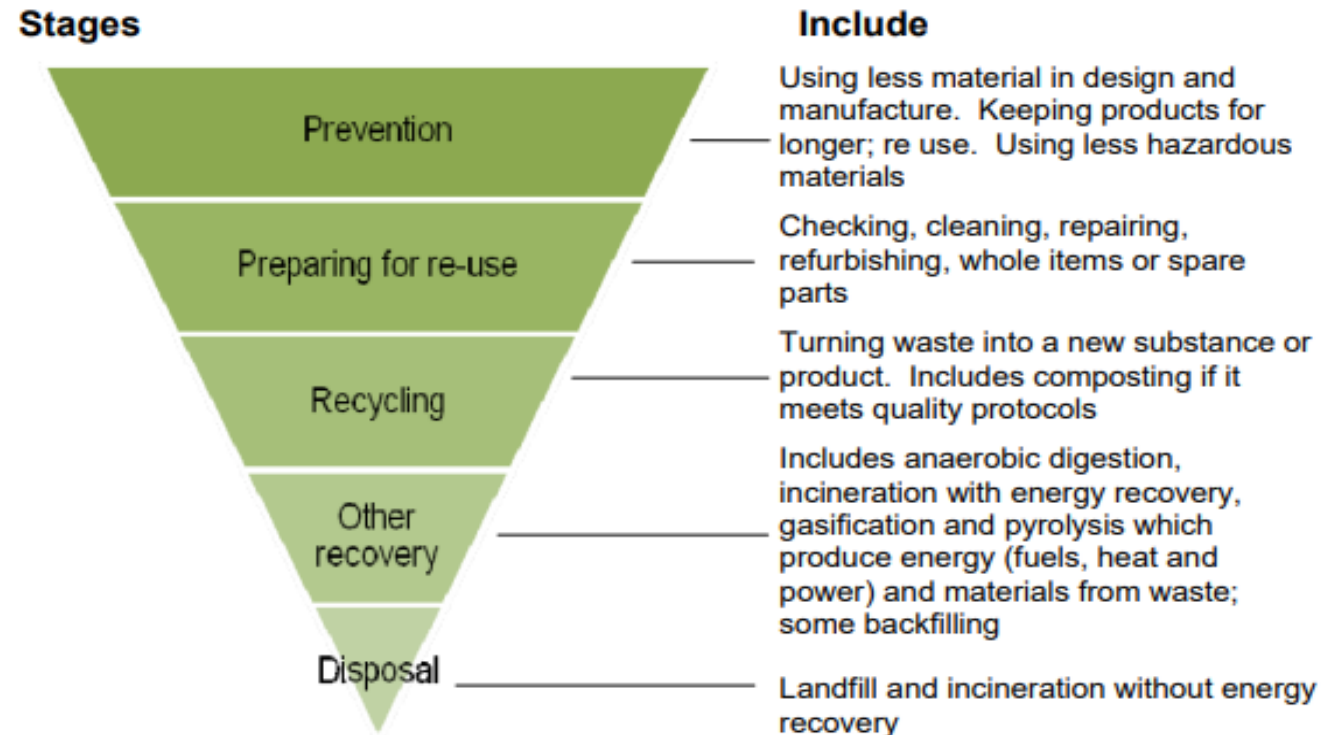 Stages
Include
Prevention
Using less material in design and
manufacture.  Keeping products for
longer; re use.  Using less hazardous
materials
Preparing for re-use
Checking, cleaning, repairing,
refurbishing, whole items or spare
parts
Recycling
Turning waste into a new substance or
product.  Includes composting if it
meets quality protocols
Other
recovery
Includes anaerobic digestion,
incineration with energy recovery,
gasification and pyrolysis which
produce energy (fuels, heat and
power) and materials from waste;
some backfilling
Disposal
Landfill and incineration without energy
recovery